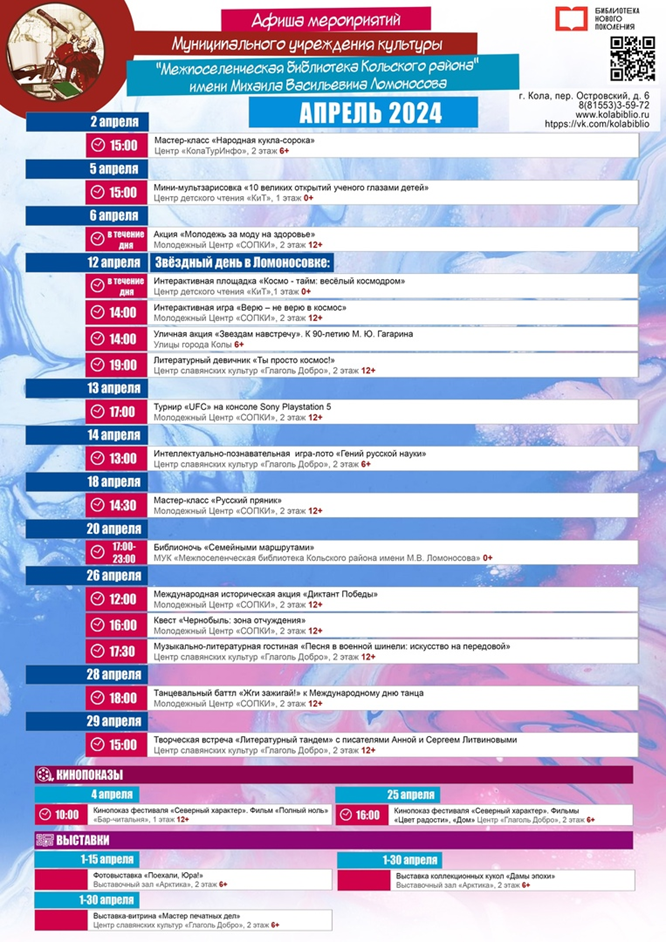 Афиша мероприятий
Муниципального учреждения культуры
"Межпоселенческая библиотека Кольского района"
имени Михаила Васильевича Ломоносова
АПРЕЛЬ 2024
БИБЛИОТЕКА
НОВОГО
ПОКОЛЕНИЯ
г. Кола, пер. Островский, д. 6
8(81553)3-59-72
www.kolabiblio.ru
htpps://vk.com/kolabiblio
2 апреля
15:00
Мастер-класс «Народная кукла-сорока»
Центр «КолаТурИнфо», 2 этаж 6+
5 апреля
15:00
Мини-мультзарисовка «10 великих открытий ученого глазами детей»
Центр детского чтения «КиТ», 1 этаж 0+
6 апреля
в течение
дня
Акция «Молодежь за моду на здоровье»
Молодежный Центр «СОПКИ», 2 этаж 12+
12 апреля Звёздный день в Ломоносовке:
в течение
дня
Интерактивная площадка «Космо - тайм: весёлый космодром»
Центр детского чтения «КиТ»,1 этаж 0+
14:00
Интерактивная игра «Верю – не верю в космос»
Молодежный Центр «СОПКИ», 2 этаж 12+
14:00
Уличная акция «Звездам навстречу». К 90-летию М. Ю. Гагарина
Улицы города Колы 6+
19:00
Литературный девичник «Ты просто космос!»
Центр славянских культур «Глаголь Добро», 2 этаж 12+
13 апреля
17:00
Турнир «UFC» на консоле Sony Playstation 5
Молодежный Центр «СОПКИ», 2 этаж 12+
14 апреля
13:00
Интеллектуально-познавательная игра-лото «Гений русской науки»
Центр славянских культур «Глаголь Добро», 2 этаж 6+
18 апреля
14:30
Мастер-класс «Русский пряник»
Молодежный Центр «СОПКИ», 2 этаж 12+
20 апреля
17:00-
23:00
Библионочь «Семейными маршрутами»
МУК «Межпоселенческая библиотека Кольского района имени М.В. Ломоносова» 0+
26 апреля
12:00
Международная историческая акция «Диктант Победы»
Молодежный Центр «СОПКИ», 2 этаж 12+
16:00
Квест «Чернобыль: зона отчуждения»
Молодежный Центр «СОПКИ», 2 этаж 12+
17:30
Музыкально-литературная гостиная «Песня в военной шинели: искусство на передовой»
Центр славянских культур «Глаголь Добро», 2 этаж 12+
28 апреля
18:00
Танцевальный баттл «Жги зажигай!» к Международному дню танца
Молодежный Центр «СОПКИ», 2 этаж 12+
29 апреля
15:00
Творческая встреча «Литературный тандем» с писателями Анной и Сергеем Литвиновыми
Центр славянских культур «Глаголь Добро», 2 этаж 12+
КИНОПОКАЗЫ
4 апреля
10:00
Кинопоказ фестиваля «Северный характер». Фильм «Полный ноль»
«Бар-читальня», 1 этаж 12+
25 апреля
16:00
Кинопоказ фестиваля «Северный характер». Фильмы
«Цвет радости», «Дом» Центр «Глаголь Добро», 2 этаж 6+
ВЫСТАВКИ
1-15 апреля
Фотовыставка «Поехали, Юра!»
Выставочный зал «Арктика», 2 этаж 6+
1-30 апреля
Выставка коллекционных кукол «Дамы эпохи»
Выставочный зал «Арктика», 2 этаж 6+
1-30 апреля
Выставка-витрина «Мастер печатных дел»
Центр славянских культур «Глаголь Добро», 2 этаж 6+